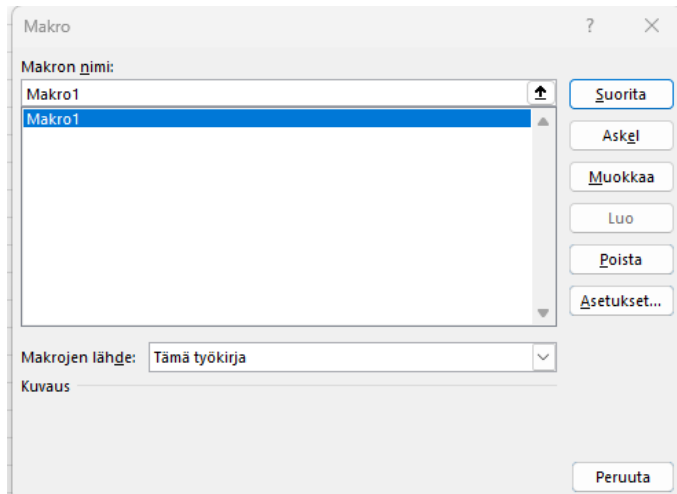 Makro
Makron nimi:
Makro1
Makro1
Suorita
Askel
Muokkaa
Luo
Poista
Asetukset...
Makrojen lähde: Tämä työkirja
Kuvaus
Peruuta